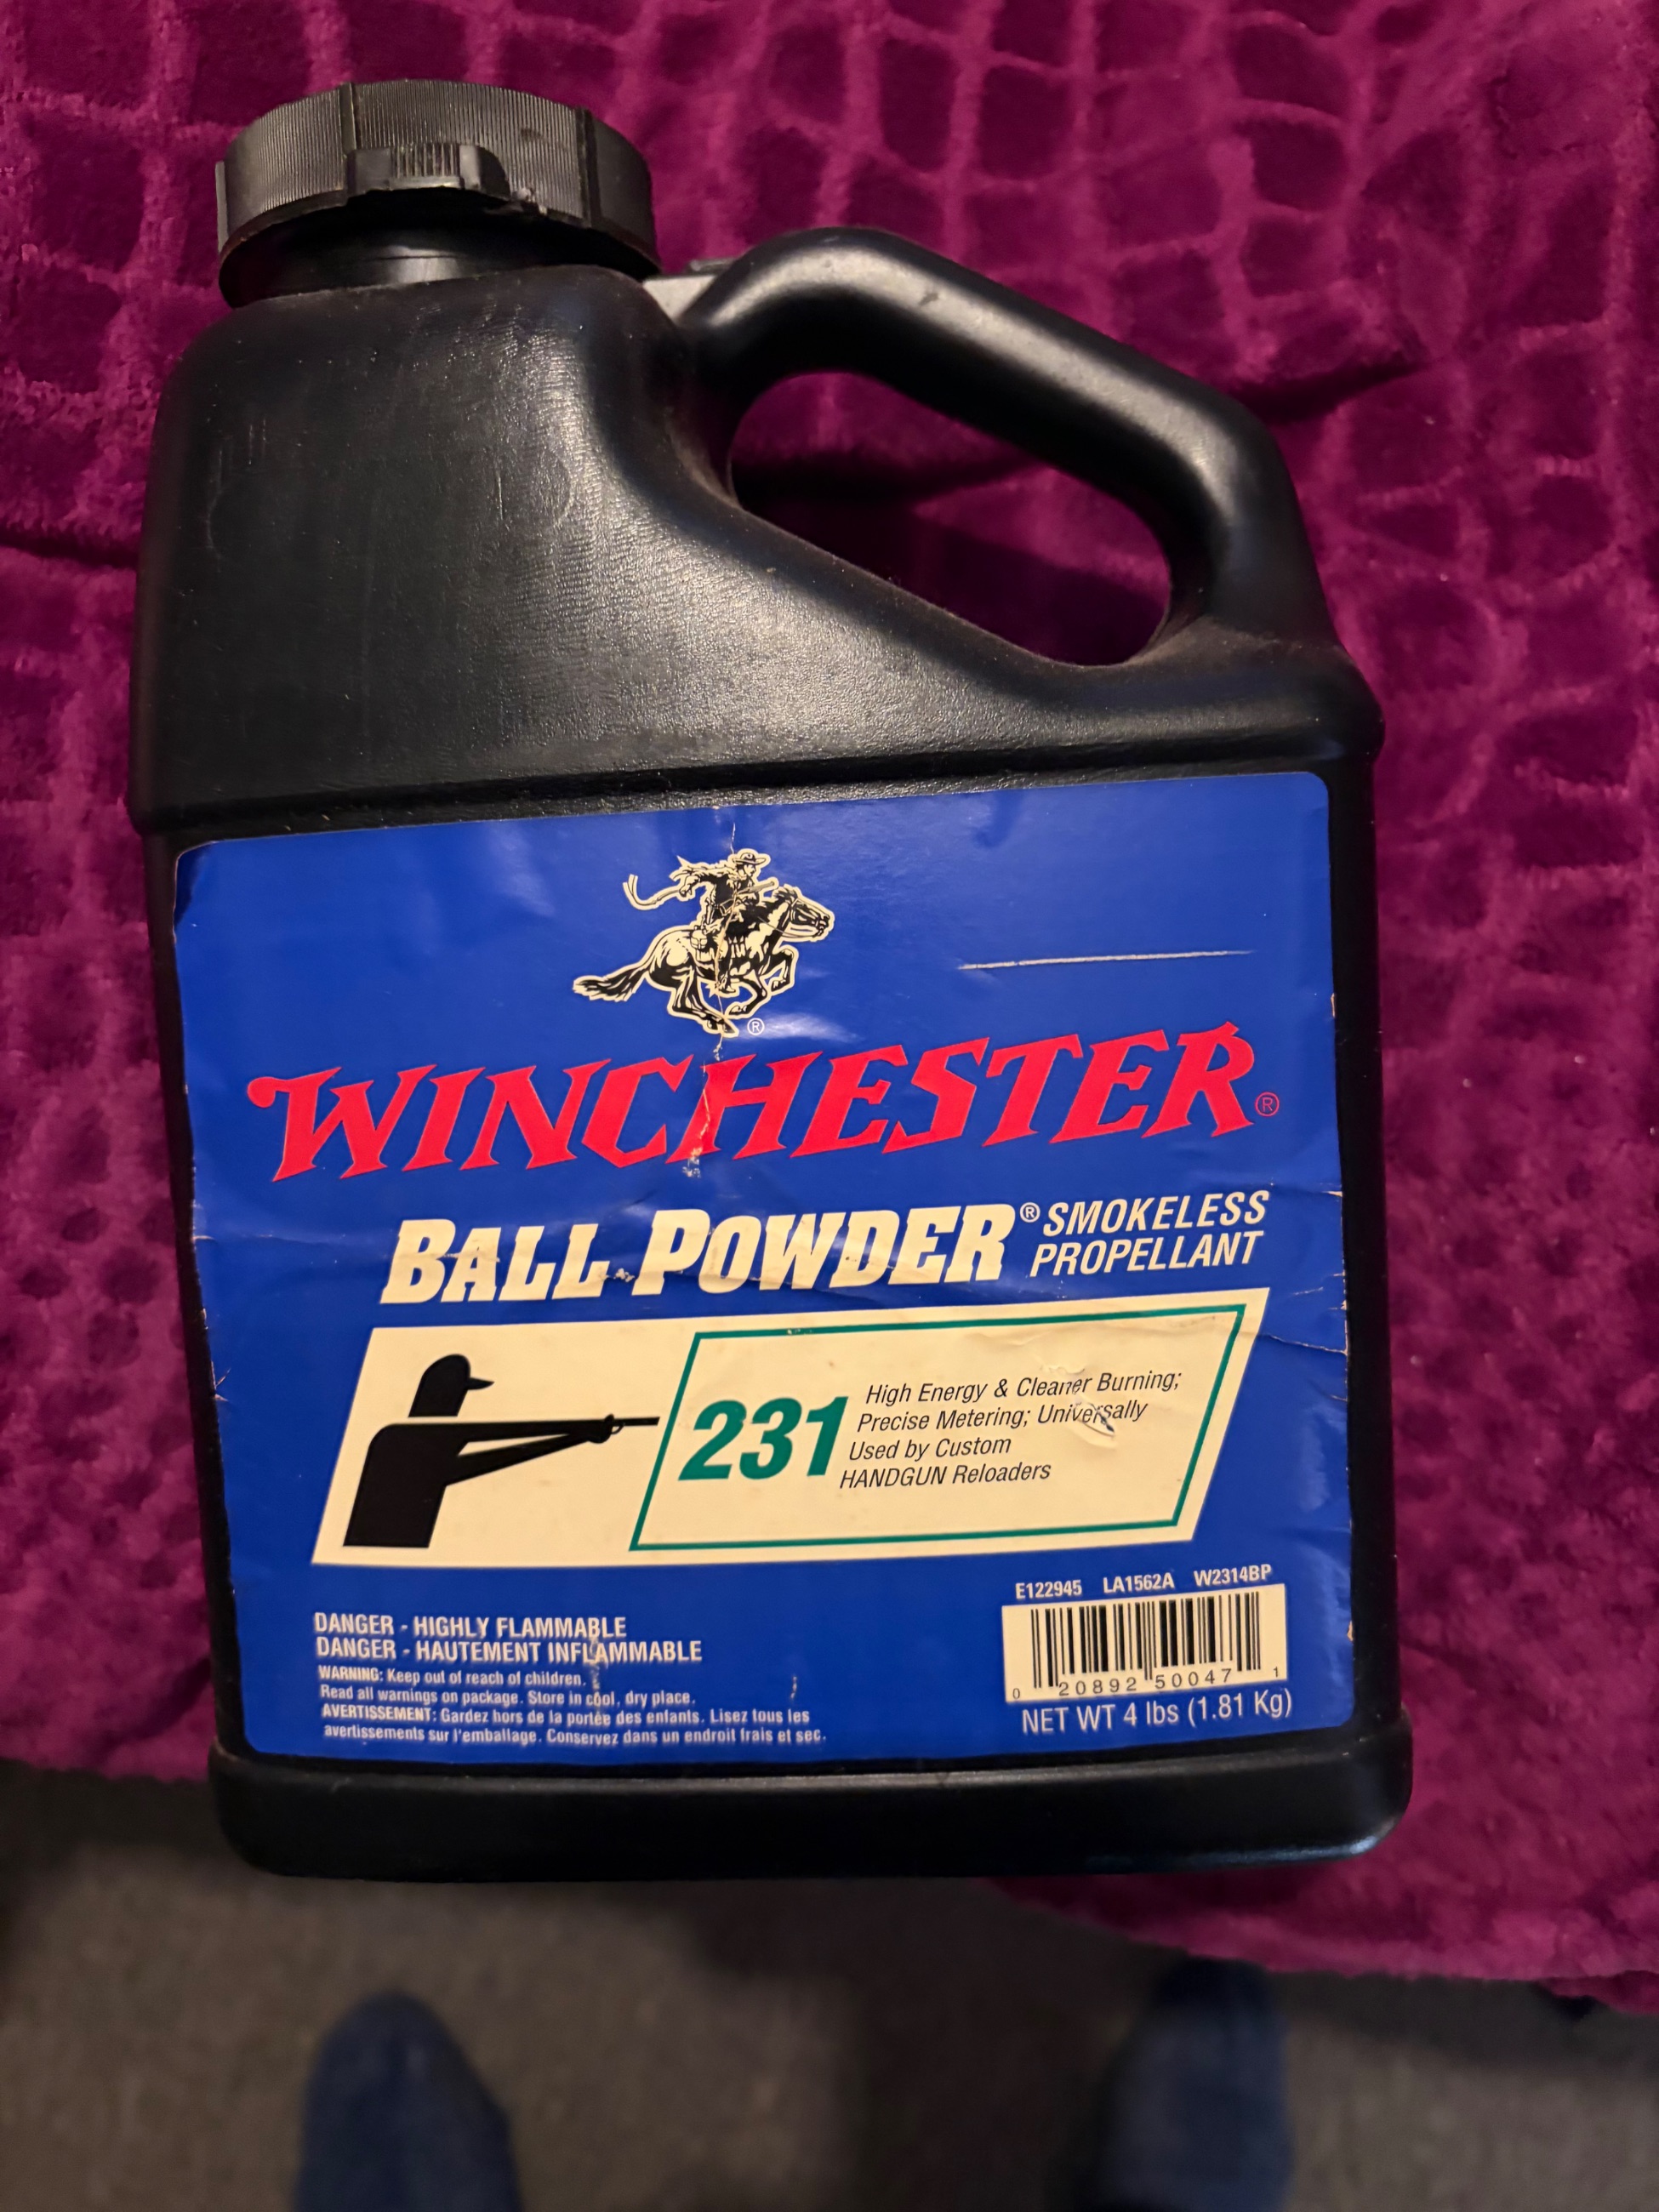 ®
WINCHESTER®
BALL POWDER® SMOKELESS
PROPELLANT
231
High Energy & Cleaner Burning;
Precise Metering; Universally
Used by Custom
HANDGUN Reloaders
E122945 LA1562A W2314BP
DANGER - HIGHLY FLAMMABLE
DANGER - HAUTEMENT INFLAMMABLE
WARNING: Keep out of reach of children.
Read all warnings on package. Store in cool, dry place.
AVERTISSEMENT: Gardez hors de la portée des enfants. Lisez tous les
avertissements sur l'emballage. Conservez dans un endroit frais et sec.
0 20892 50047 1
NET WT 4 lbs (1.81 Kg)